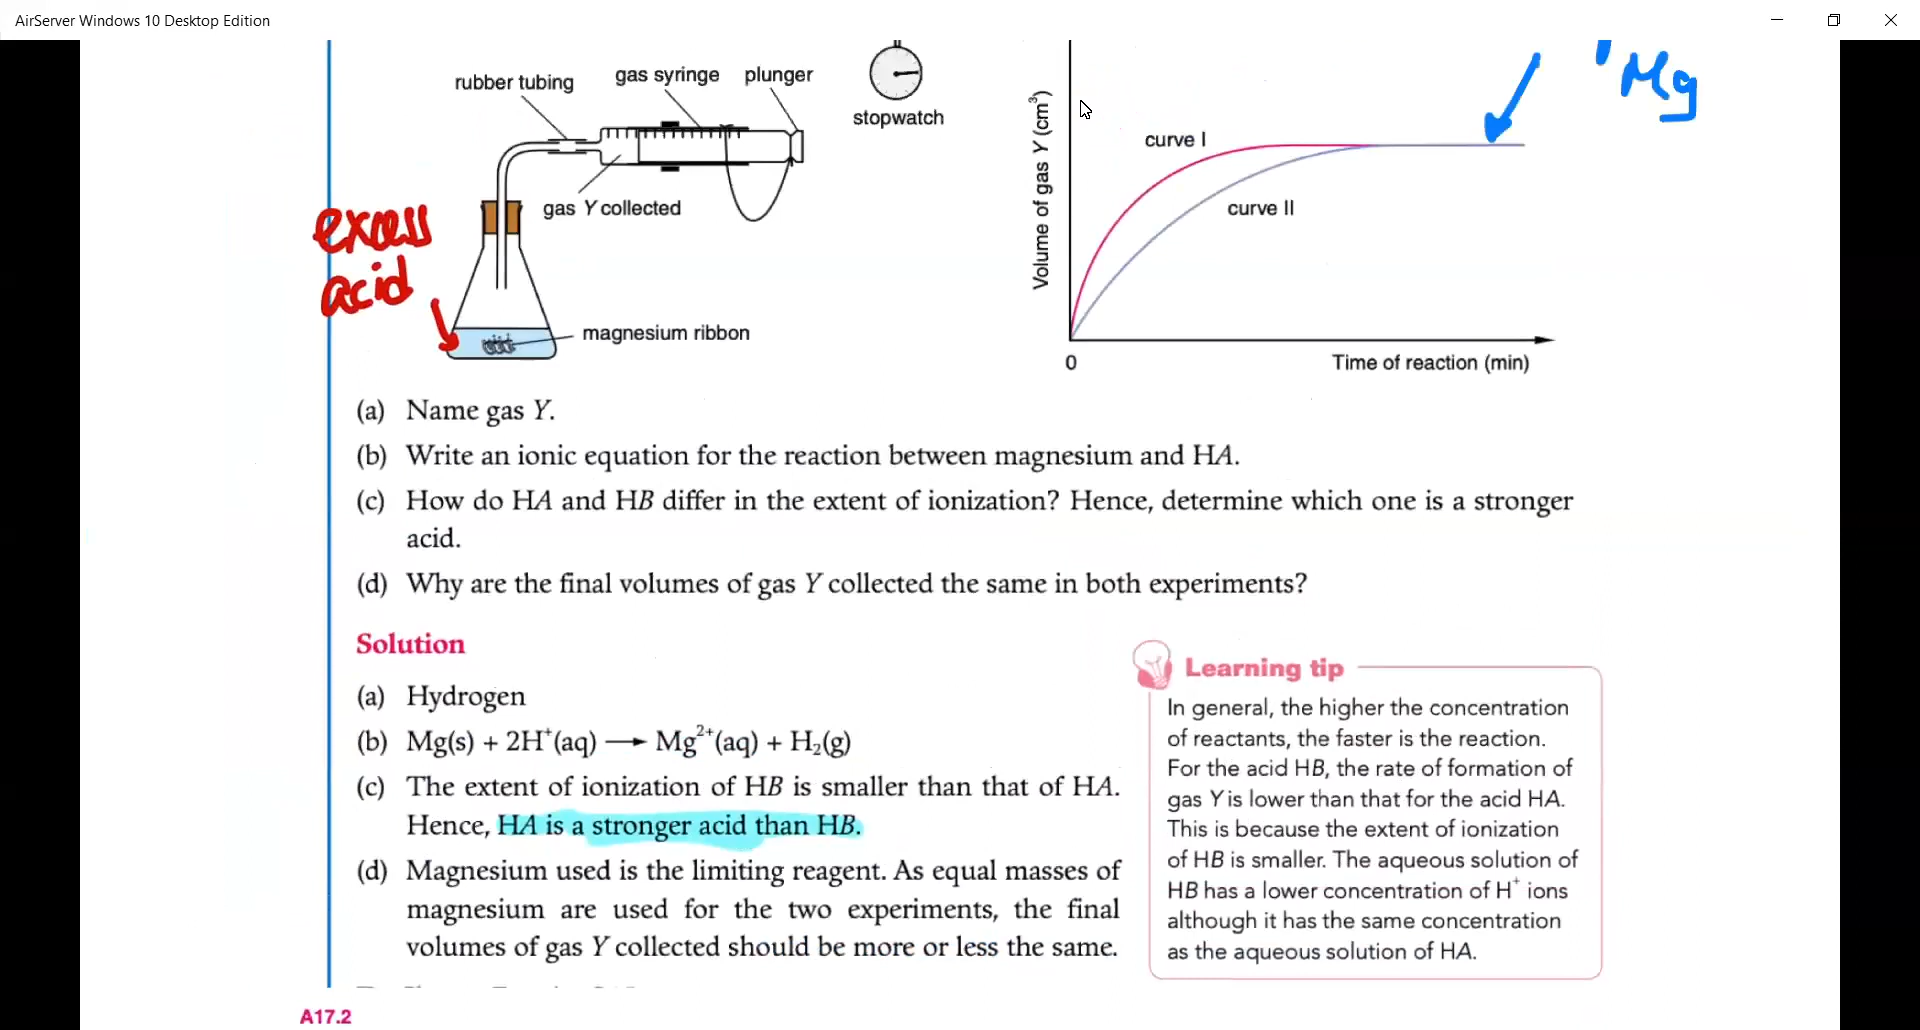 AirServer Windows 10 Desktop Edition
rubber tubing
gas syringe
plunger
stopwatch
gas Y collected
magnesium ribbon
excess
acid
Volume of gas Y (cm³)
curve I
curve II
0
Time of reaction (min)
Mg
(a) Name gas Y.
(b) Write an ionic equation for the reaction between magnesium and HA.
(c) How do HA and HB differ in the extent of ionization? Hence, determine which one is a stronger
acid.
(d) Why are the final volumes of gas Y collected the same in both experiments?
Solution
(a) Hydrogen
(b) Mg(s) + 2H⁺(aq) ⟶ Mg²⁺(aq) + H₂(g)
(c) The extent of ionization of HB is smaller than that of HA.
Hence, HA is a stronger acid than HB.
(d) Magnesium used is the limiting reagent. As equal masses of
magnesium are used for the two experiments, the final
volumes of gas Y collected should be more or less the same.
Learning tip
In general, the higher the concentration
of reactants, the faster is the reaction.
For the acid HB, the rate of formation of
gas Y is lower than that for the acid HA.
This is because the extent of ionization
of HB is smaller. The aqueous solution of
HB has a lower concentration of H⁺ ions
although it has the same concentration
as the aqueous solution of HA.
A17.2